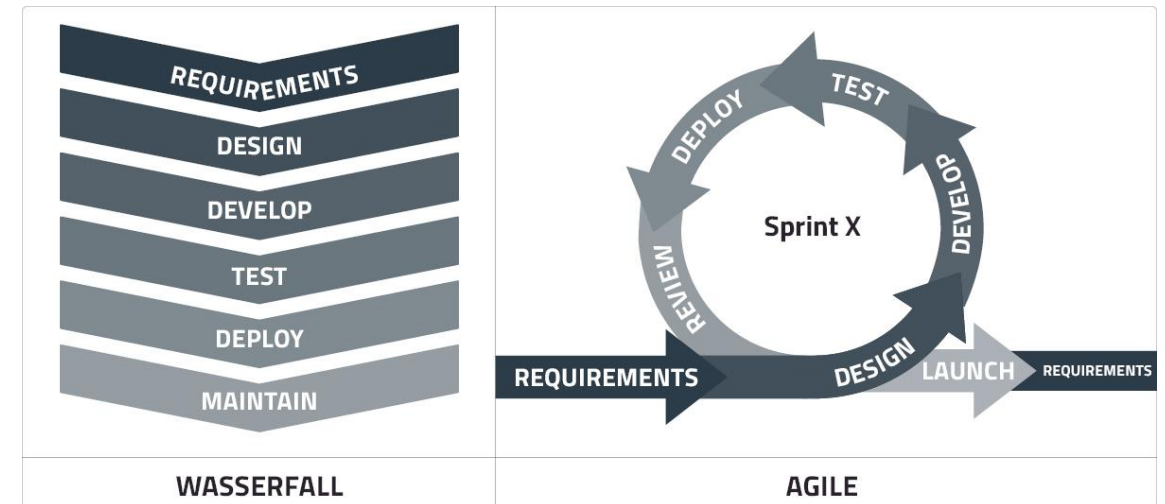 REQUIREMENTS
DESIGN
DEVELOP
TEST
DEPLOY
MAINTAIN
WASSERFALL
REQUIREMENTS
DESIGN
DEVELOP
TEST
DEPLOY
REVIEW
Sprint X
LAUNCH
REQUIREMENTS
AGILE